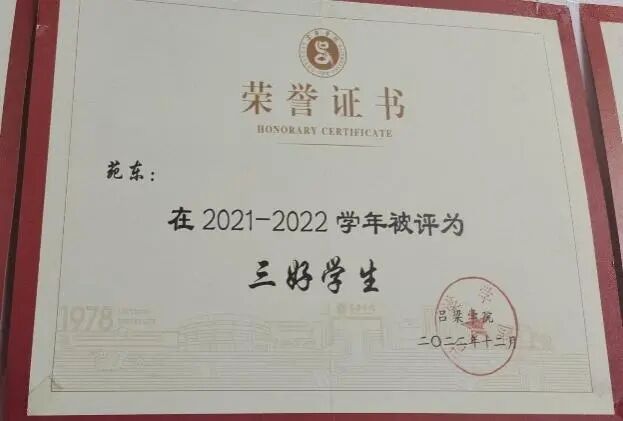 荣誉证书
HONORARY CERTIFICATE
苑东：
在2021-2022学年被评为
三好学生
1978
吕梁学院
二〇二二年十二月